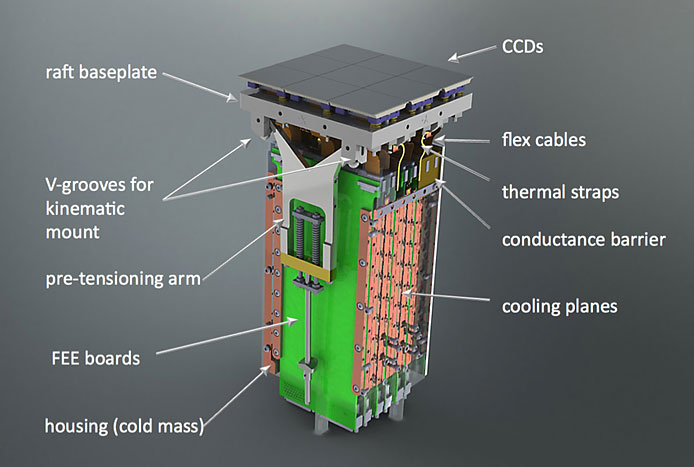 CCDs
raft baseplate
flex cables
V-grooves for
kinematic
mount
thermal straps
conductance barrier
pre-tensioning arm
cooling planes
FEE boards
housing (cold mass)